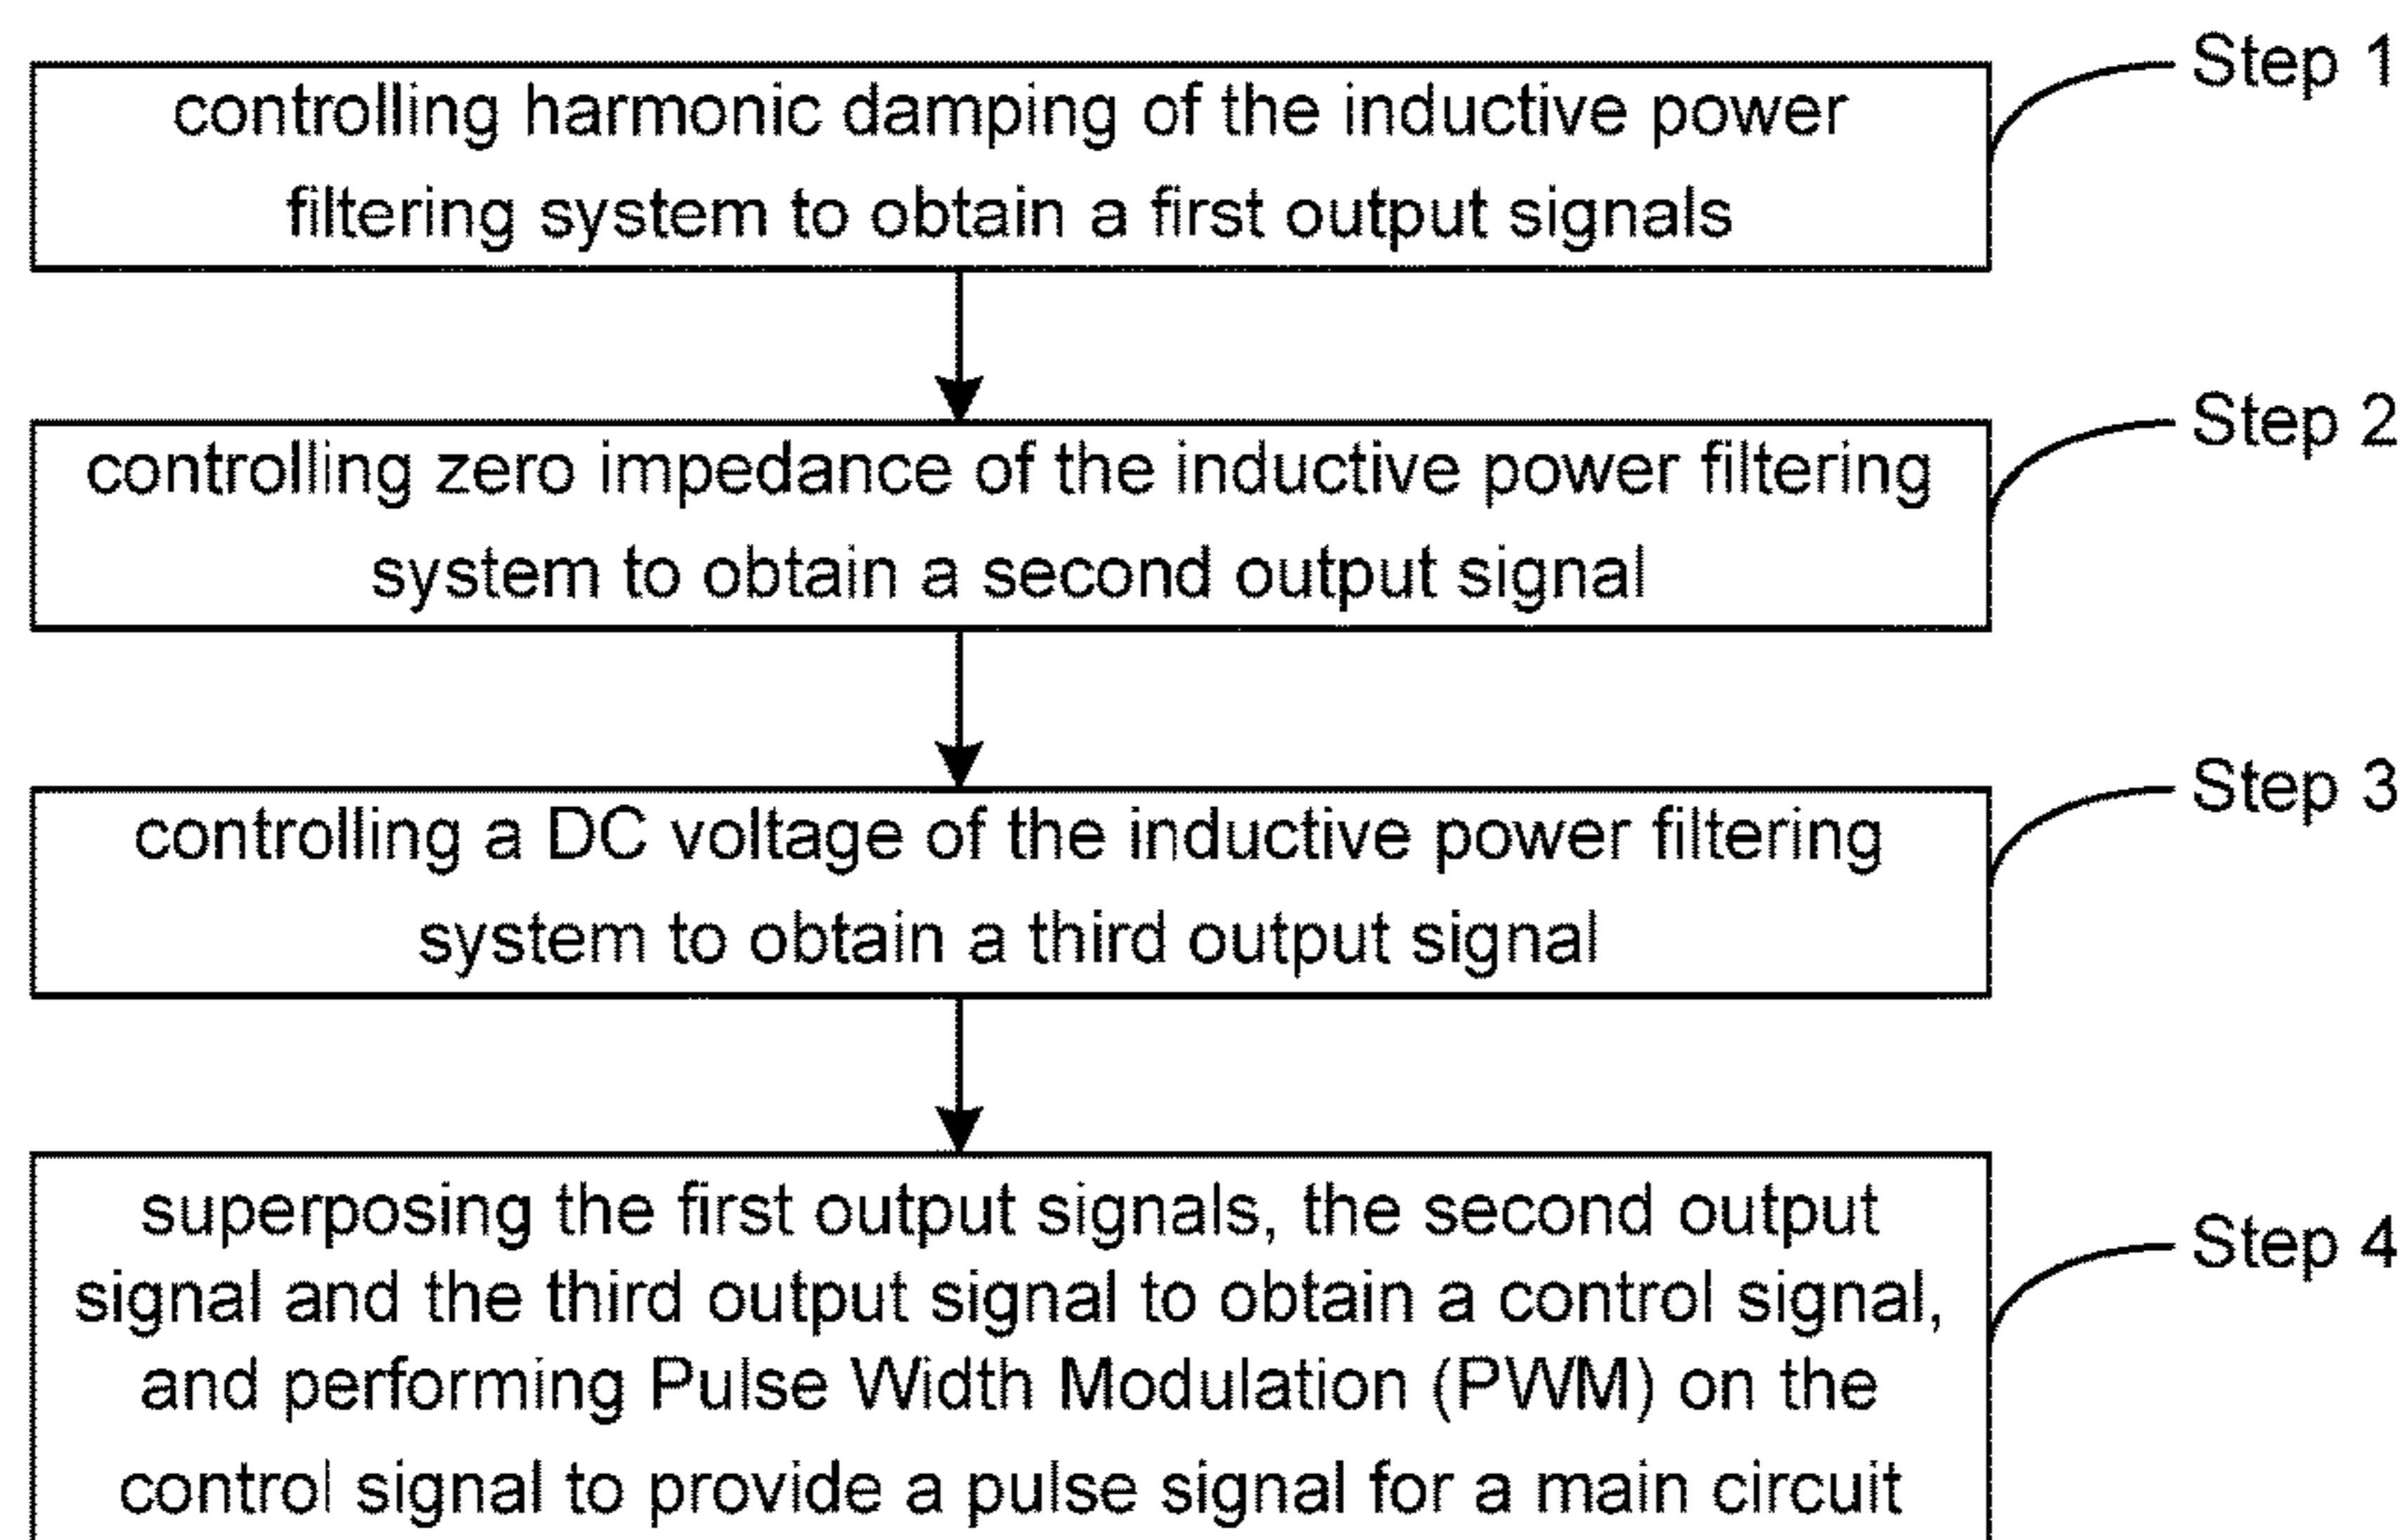 Step 1
controlling harmonic damping of the inductive power
filtering system to obtain a first output signals
Step 2
controlling zero impedance of the inductive power filtering
system to obtain a second output signal
Step 3
controlling a DC voltage of the inductive power filtering
system to obtain a third output signal
Step 4
superposing the first output signals, the second output
signal and the third output signal to obtain a control signal,
and performing Pulse Width Modulation (PWM) on the
control signal to provide a pulse signal for a main circuit